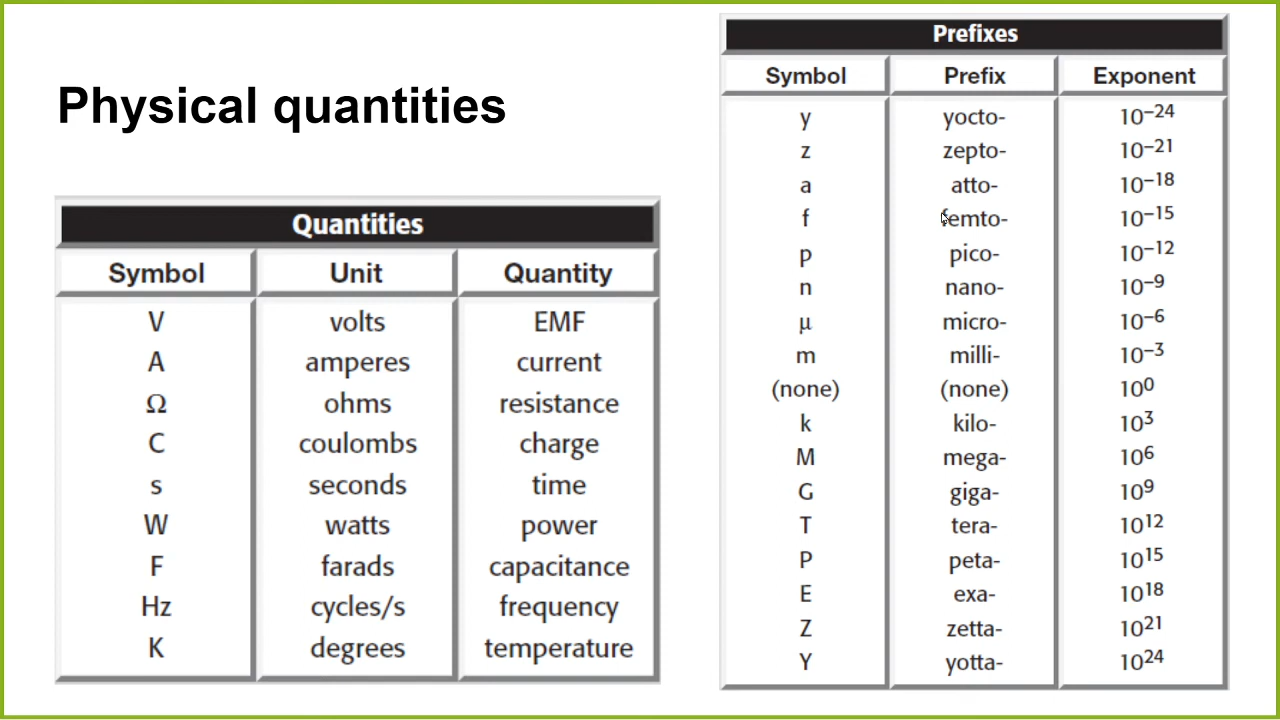 Physical quantities
Quantities
Symbol Unit Quantity
V volts EMF
A amperes current
Ω ohms resistance
C coulombs charge
s seconds time
W watts power
F farads capacitance
Hz cycles/s frequency
K degrees temperature
Prefixes
Symbol Prefix Exponent
y yocto- 10⁻²⁴
z zepto- 10⁻²¹
a atto- 10⁻¹⁸
f femto- 10⁻¹⁵
p pico- 10⁻¹²
n nano- 10⁻⁹
μ micro- 10⁻⁶
m milli- 10⁻³
(none) (none) 10⁰
k kilo- 10³
M mega- 10⁶
G giga- 10⁹
T tera- 10¹²
P peta- 10¹⁵
E exa- 10¹⁸
Z zetta- 10²¹
Y yotta- 10²⁴